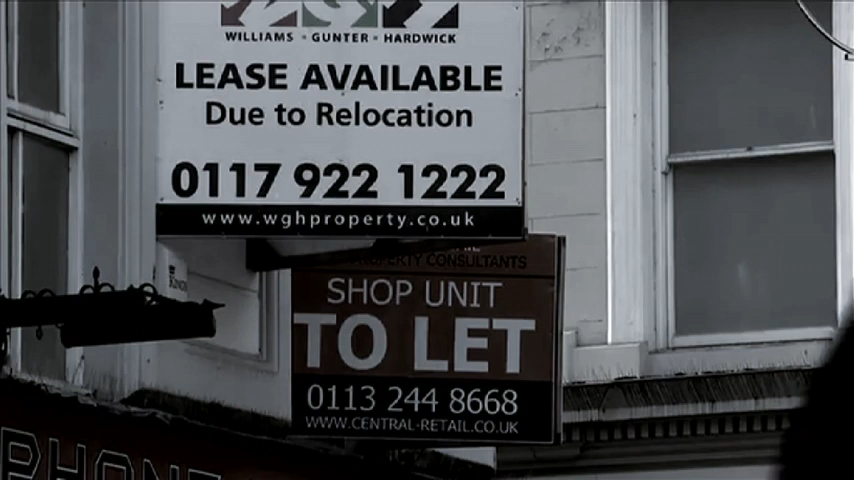 WILLIAMS • GUNTER • HARDWICK
LEASE AVAILABLE
Due to Relocation
0117 922 1222
www.wghproperty.co.uk
PROPERTY CONSULTANTS
SHOP UNIT
TO LET
0113 244 8668
WWW.CENTRAL-RETAIL.CO.UK
PHONE